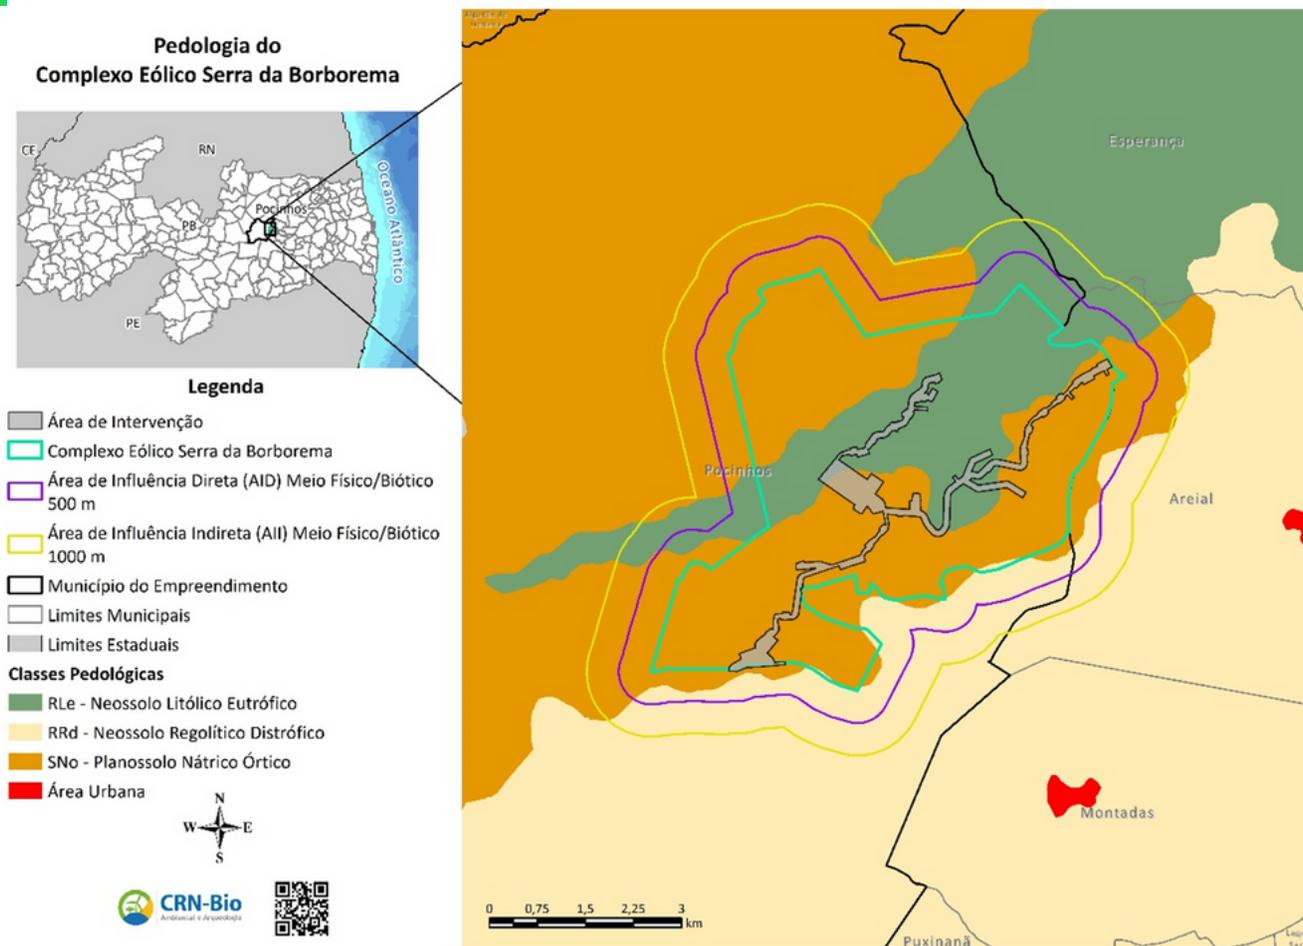 Pedologia do
Complexo Eólico Serra da Borborema
CE
RN
Pocinhos
PB
PE
Oceano Atlântico
Legenda
Área de Intervenção
Complexo Eólico Serra da Borborema
Área de Influência Direta (AID) Meio Físico/Biótico
500 m
Área de Influência Indireta (AII) Meio Físico/Biótico
1000 m
Município do Empreendimento
Limites Municipais
Limites Estaduais
Classes Pedológicas
RLe - Neossolo Litólico Eutrófico
RRd - Neossolo Regolítico Distrófico
SNo - Planossolo Nátrico Órtico
Área Urbana
N
W E
S
CRN-Bio
Ambiental e Arqueologia
Esperança
Pocinhos
Areial
Montadas
Puxinanã
0 0,75 1,5 2,25 3
km